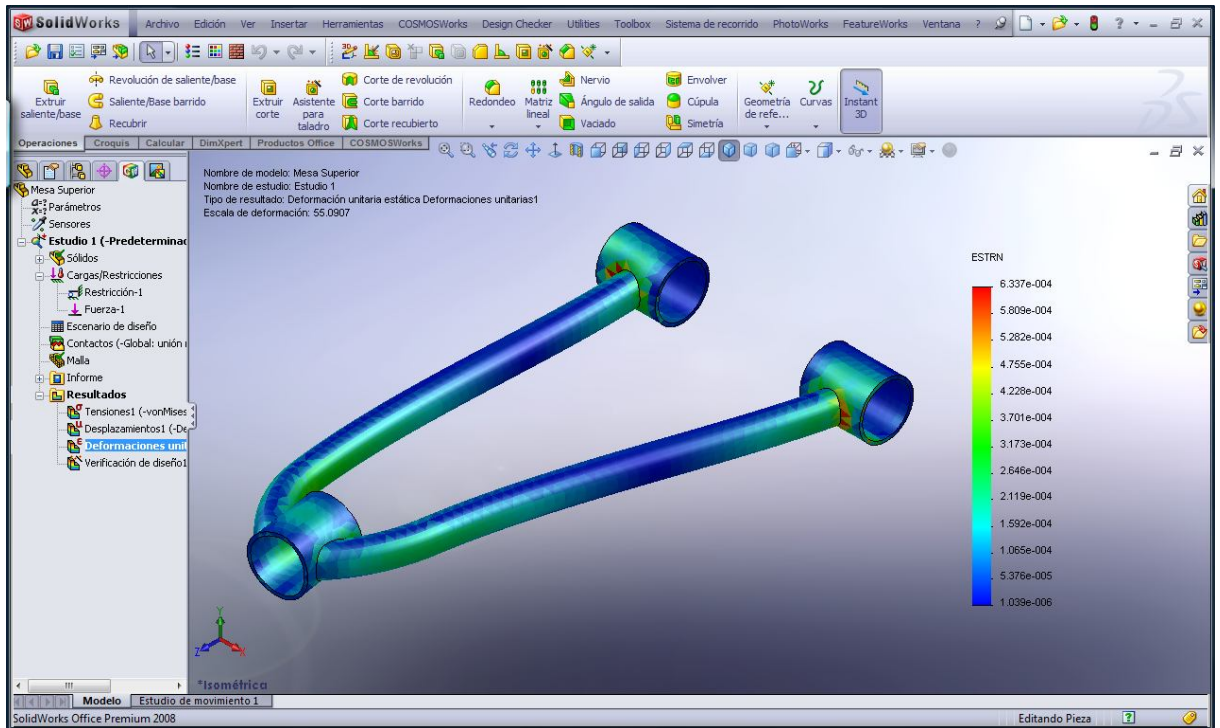 SolidWorks Archivo Edición Ver Insertar Herramientas COSMOSWorks Design Checker Utilities Toolbox Sistema de recorrido PhotoWorks FeatureWorks Ventana ?
Extruir saliente/base
Revolución de saliente/base
Saliente/Base barrido
Recubrir
Extruir corte
Asistente para taladro
Corte de revolución
Corte barrido
Corte recubierto
Redondeo
Matriz lineal
Nervio
Ángulo de salida
Vaciado
Envolver
Cúpula
Simetría
Geometría de refe...
Curvas
Instant 3D
Operaciones Croquis Calcular DimXpert Productos Office COSMOSWorks
Mesa Superior
Parámetros
Sensores
Estudio 1 (-Predeterminac
Sólidos
Cargas/Restricciones
Restricción-1
Fuerza-1
Escenario de diseño
Contactos (-Global: unión
Malla
Informe
Resultados
Tensiones1 (-vonMises
Desplazamientos1 (-De
Deformaciones unit
Verificación de diseño1
Nombre de modelo: Mesa Superior
Nombre de estudio: Estudio 1
Tipo de resultado: Deformación unitaria estática Deformaciones unitarias1
Escala de deformación: 55.0907
ESTRN
6.337e-004
5.809e-004
5.282e-004
4.755e-004
4.228e-004
3.701e-004
3.173e-004
2.646e-004
2.119e-004
1.592e-004
1.065e-004
5.376e-005
1.039e-006
Y
Z X
*Isométrica
Modelo Estudio de movimiento 1
SolidWorks Office Premium 2008 Editando Pieza